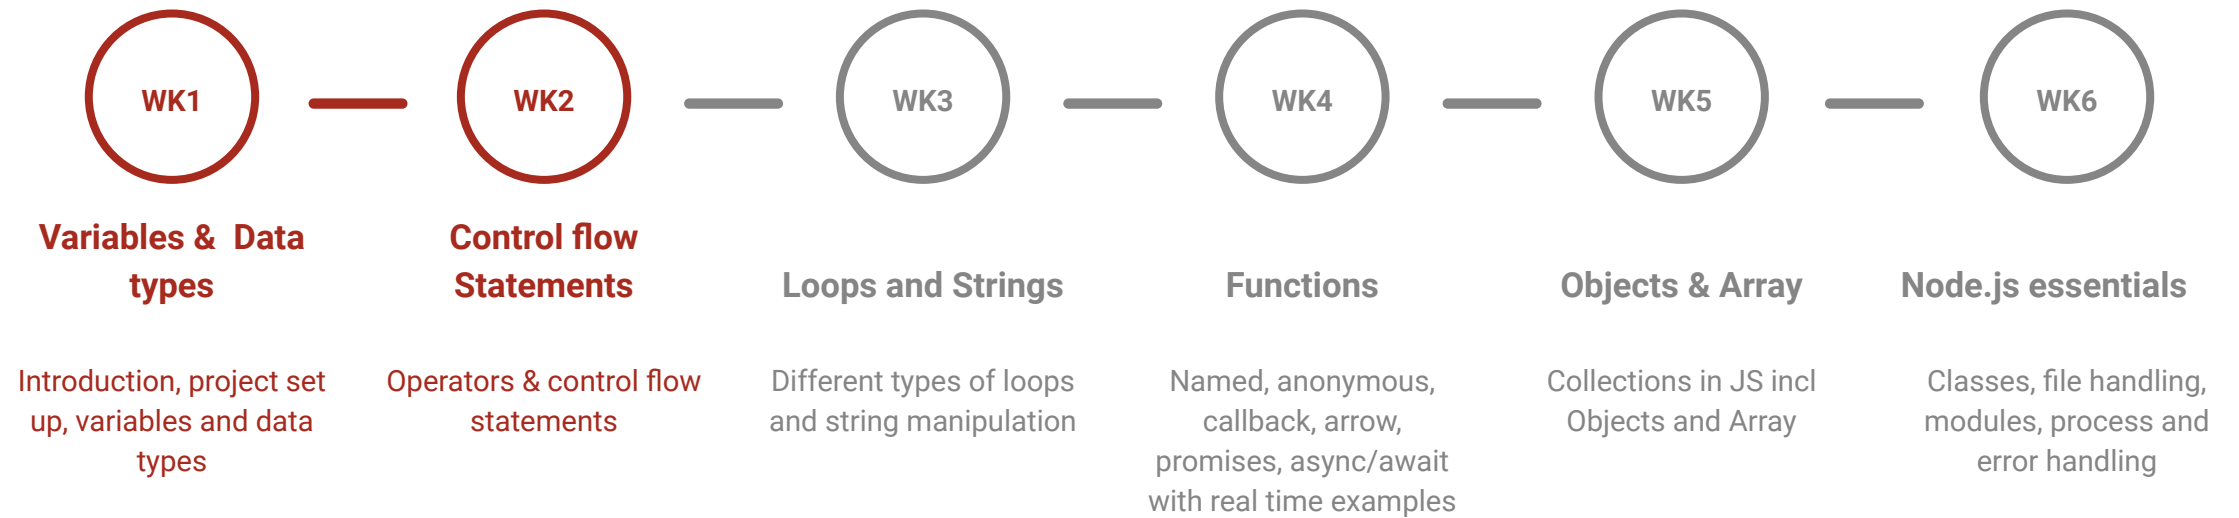 WK1
WK2
WK3
WK4
WK5
WK6
Variables & Data
types
Control flow
Statements
Loops and Strings
Functions
Objects & Array
Node.js essentials
Introduction, project set
up, variables and data
types
Operators & control flow
statements
Different types of loops
and string manipulation
Named, anonymous,
callback, arrow,
promises, async/await
with real time examples
Collections in JS incl
Objects and Array
Classes, file handling,
modules, process and
error handling